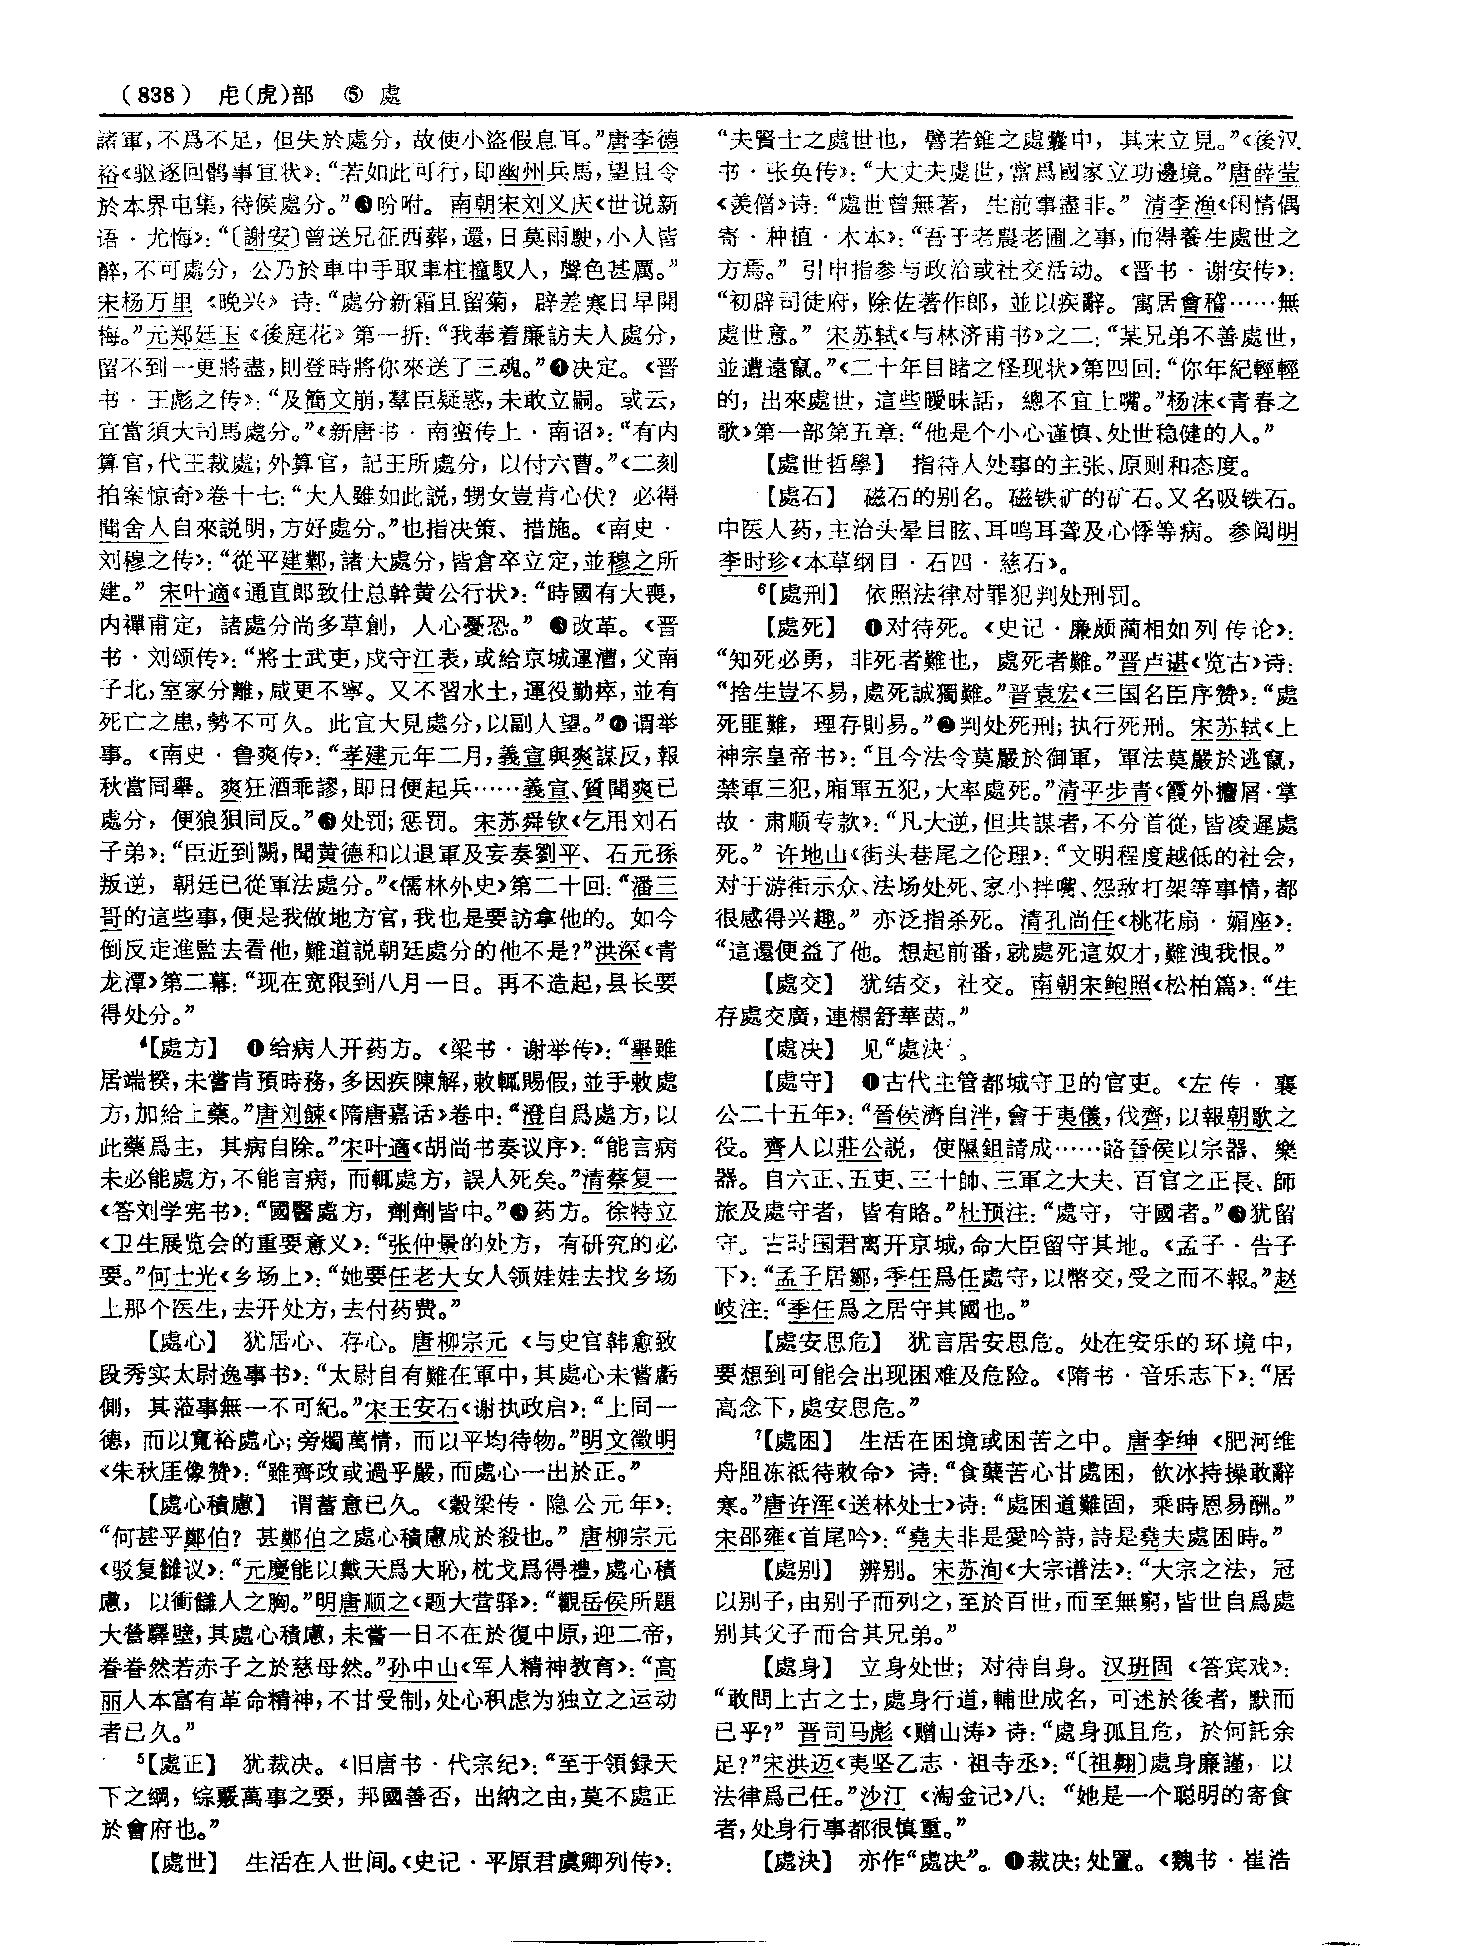 (838) 虍(虎)部 ⑤ 處
諸軍，不爲不足，但失於處分，故使小盜假息耳。”唐李德
裕《驱逐回鹘事宜状》：“若如此可行，即幽州兵馬，望且令
於本界屯集，待候處分。”❸吩咐。南朝宋刘义庆《世说新
语·尤悔》：“〔謝安〕曾送兄征西葬，還，日莫雨駛，小人皆
醉，不可處分，公乃於車中手取車柱撞馭人，聲色甚厲。”
宋杨万里《晚兴》诗：“處分新霜且留菊，辟差寒日早開
梅。”元郑廷玉《後庭花》第一折：“我奉着廉訪夫人處分，
留不到一更將盡，則登時將你來送了三魂。”❹决定。《晋
书·王彪之传》：“及簡文崩，羣臣疑惑，未敢立嗣。或云，
宜當須大司馬處分。”《新唐书·南蛮传上·南诏》：“有内
算官，代王裁處；外算官，記王所處分，以付六曹。”《二刻
拍案惊奇》卷十七：“大人雖如此説，甥女豈肯心伏？必得
聞舍人自來説明，方好處分。”也指决策、措施。《南史·
刘穆之传》：“從平建鄴，諸大處分，皆倉卒立定，並穆之所
建。”宋叶適《通直郎致仕总幹黄公行状》：“時國有大喪，
内禪甫定，諸處分尚多草創，人心憂恐。”❺改革。《晋
书·刘颂传》：“將士武吏，戍守江表，或給京城運漕，父南
子北，室家分離，咸更不寧。又不習水土，運役勤瘁，並有
死亡之患，勢不可久。此宜大見處分，以副人望。”❻谓举
事。《南史·鲁爽传》：“孝建元年二月，義宣與爽謀反，報
秋當同舉。爽狂酒乖謬，即日便起兵……義宣、質聞爽已
處分，便狼狽同反。”❼处罚；惩罚。宋苏舜钦《乞用刘石
子弟》：“臣近到闕，聞黄德和以退軍及妄奏劉平、石元孫
叛逆，朝廷已從軍法處分。”《儒林外史》第二十回：“潘三
哥的這些事，便是我做地方官，我也是要訪拿他的。如今
倒反走進監去看他，難道説朝廷處分的他不是？”洪深《青
龙潭》第二幕：“现在宽限到八月一日。再不造起，县长要
得处分。”
⁴【處方】 ❶给病人开药方。《梁书·谢举传》：“舉雖
居端揆，未嘗肯預時務，多因疾陳解，敕輒賜假，並手敕處
方，加給上藥。”唐刘餗《隋唐嘉话》卷中：“澄自爲處方，以
此藥爲主，其病自除。”宋叶適《胡尚书奏议序》：“能言病
未必能處方，不能言病，而輒處方，誤人死矣。”清蔡复一
《答刘学宪书》：“國醫處方，劑劑皆中。”❷药方。徐特立
《卫生展览会的重要意义》：“张仲景的处方，有研究的必
要。”何士光《乡场上》：“她要任老大女人领娃娃去找乡场
上那个医生，去开处方，去付药费。”
【處心】 犹居心、存心。唐柳宗元《与史官韩愈致
段秀实太尉逸事书》：“太尉自有難在軍中，其處心未嘗虧
側，其蒞事無一不可紀。”宋王安石《谢执政启》：“上同一
德，而以寬裕處心；旁燭萬情，而以平均待物。”明文徵明
《朱秋厓像赞》：“雖齊政或過乎嚴，而處心一出於正。”
【處心積慮】 谓蓄意已久。《穀梁传·隐公元年》：
“何甚乎鄭伯？甚鄭伯之處心積慮成於殺也。”唐柳宗元
《驳复雠议》：“元慶能以戴天爲大恥，枕戈爲得禮，處心積
慮，以衝讎人之胸。”明唐顺之《题大营驿》：“觀岳侯所題
大營驛壁，其處心積慮，未嘗一日不在於復中原，迎二帝，
眷眷然若赤子之於慈母然。”孙中山《军人精神教育》：“高
丽人本富有革命精神，不甘受制，处心积虑为独立之运动
者已久。”
⁵【處正】 犹裁决。《旧唐书·代宗纪》：“至于領録天
下之綱，综覈萬事之要，邦國善否，出納之由，莫不處正
於會府也。”
【處世】 生活在人世间。《史记·平原君虞卿列传》：
“夫賢士之處世也，譬若錐之處囊中，其末立見。”《後汉
书·张奂传》：“大丈夫處世，當爲國家立功邊境。”唐薛莹
《羡僧》诗：“處世曾無著，生前事盡非。”清李渔《闲情偶
寄·种植·木本》：“吾于老農老圃之事，而得養生處世之
方焉。”引申指参与政治或社交活动。《晋书·谢安传》：
“初辟司徒府，除佐著作郎，並以疾辭。寓居會稽……無
處世意。”宋苏轼《与林济甫书》之二：“某兄弟不善處世，
並遭遠竄。”《二十年目睹之怪现状》第四回：“你年紀輕輕
的，出來處世，這些曖昧話，總不宜上嘴。”杨沫《青春之
歌》第一部第五章：“他是个小心谨慎、处世稳健的人。”
【處世哲學】 指待人处事的主张、原则和态度。
【處石】 磁石的别名。磁铁矿的矿石。又名吸铁石。
中医入药，主治头晕目眩、耳鸣耳聋及心悸等病。参阅明
李时珍《本草纲目·石四·慈石》。
⁶【處刑】 依照法律对罪犯判处刑罚。
【處死】 ❶对待死。《史记·廉颇蔺相如列传论》：
“知死必勇，非死者難也，處死者難。”晋卢谌《览古》诗：
“捨生豈不易，處死誠獨難。”晋袁宏《三国名臣序赞》：“處
死匪難，理存則易。”❷判处死刑；执行死刑。宋苏轼《上
神宗皇帝书》：“且今法令莫嚴於御軍，軍法莫嚴於逃竄，
禁軍三犯，廂軍五犯，大率處死。”清平步青《霞外攟屑·掌
故·肃顺专款》：“凡大逆，但共謀者，不分首從，皆凌遲處
死。”许地山《街头巷尾之伦理》：“文明程度越低的社会，
对于游街示众、法场处死、家小拌嘴、怨敌打架等事情，都
很感得兴趣。”亦泛指杀死。清孔尚任《桃花扇·媚座》：
“這還便益了他。想起前番，就處死這奴才，難洩我恨。”
【處交】 犹结交，社交。南朝宋鲍照《松柏篇》：“生
存處交廣，連榻舒華茵。”
【處决】 见“處決”。
【處守】 ❶古代主管都城守卫的官吏。《左传·襄
公二十五年》：“晉侯濟自泮，會于夷儀，伐齊，以報朝歌之
役。齊人以莊公説，使隰鉏請成……賂晉侯以宗器、樂
器。自六正、五吏、三十帥、三軍之大夫、百官之正長、師
旅及處守者，皆有賂。”杜预注：“處守，守國者。”❷犹留
守。古时国君离开京城，命大臣留守其地。《孟子·告子
下》：“孟子居鄒，季任爲任處守，以幣交，受之而不報。”赵
岐注：“季任爲之居守其國也。”
【處安思危】 犹言居安思危。处在安乐的环境中，
要想到可能会出现困难及危险。《隋书·音乐志下》：“居
高念下，處安思危。”
⁷【處困】 生活在困境或困苦之中。唐李绅《肥河维
舟阻冻祗待敕命》诗：“食蘖苦心甘處困，飲冰持操敢辭
寒。”唐许浑《送林处士》诗：“處困道難固，乘時恩易酬。”
宋邵雍《首尾吟》：“堯夫非是愛吟詩，詩是堯夫處困時。”
【處别】 辨别。宋苏洵《大宗谱法》：“大宗之法，冠
以别子，由别子而列之，至於百世，而至無窮，皆世自爲處
别其父子而合其兄弟。”
【處身】 立身处世；对待自身。汉班固《答宾戏》：
“敢問上古之士，處身行道，輔世成名，可述於後者，默而
已乎？”晋司马彪《赠山涛》诗：“處身孤且危，於何託余
足？”宋洪迈《夷坚乙志·祖寺丞》：“〔祖翱〕處身廉謹，以
法律爲己任。”沙汀《淘金记》八：“她是一个聪明的寄食
者，处身行事都很慎重。”
【處決】 亦作“處决”。❶裁决；处置。《魏书·崔浩